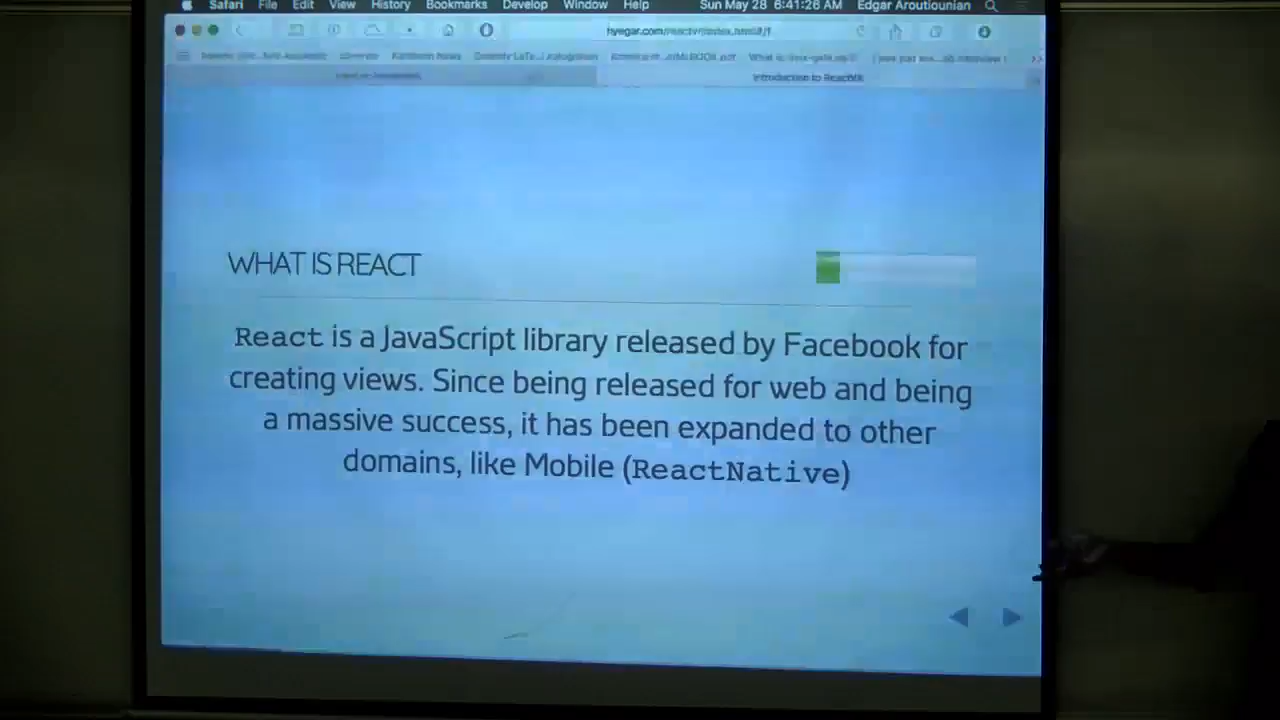 Safari File Edit View History Bookmarks Develop Window Help Sun May 28 6:41:26 AM Edgar Aroutiounian
Introduction to ReactVR
WHAT IS REACT
React is a JavaScript library released by Facebook for
creating views. Since being released for web and being
a massive success, it has been expanded to other
domains, like Mobile (ReactNative)